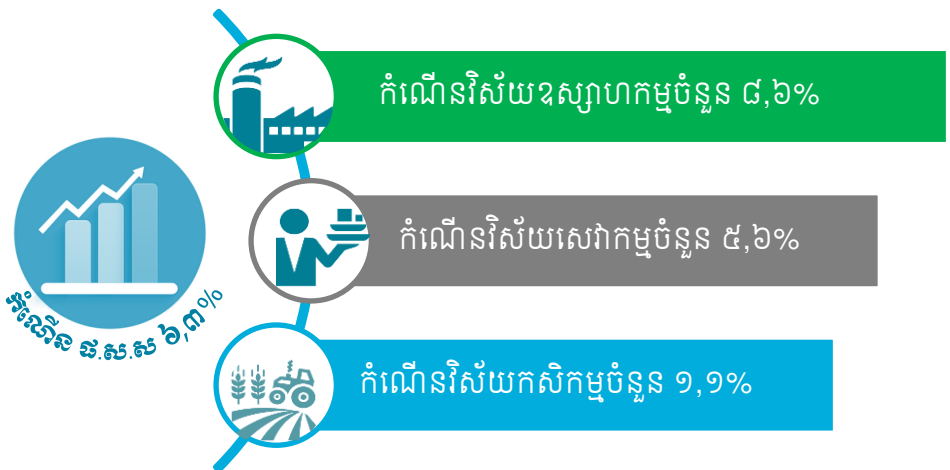 កំណើនវិស័យឧស្សាហកម្មចំនួន ៨,៦%
កំណើនវិស័យសេវាកម្មចំនួន ៥,៦%
កំណើន ផ.ស.ស ៦,៣%
កំណើនវិស័យកសិកម្មចំនួន ១,១%